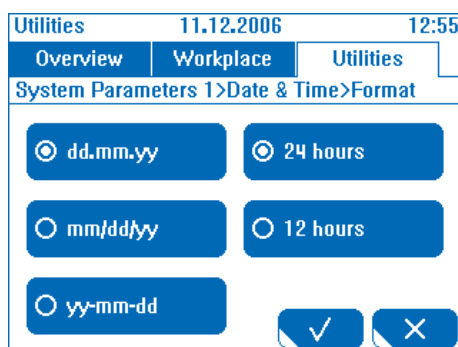 Utilities 11.12.2006 12:55
Overview Workplace Utilities
System Parameters 1>Date & Time>Format
dd.mm.yy 24 hours
mm/dd/yy 12 hours
yy-mm-dd